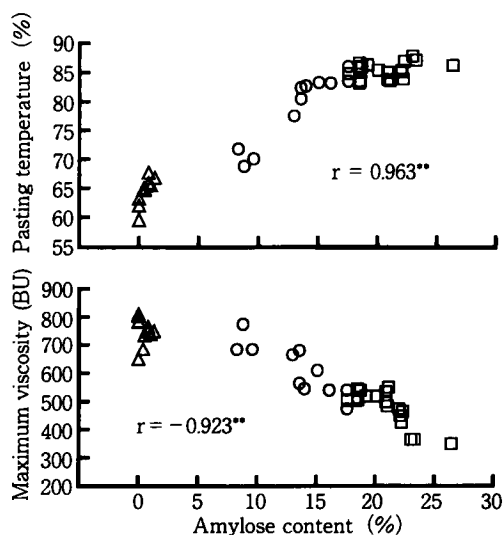 Pasting temperature (%)
90
85
80
75
70
65
60
55
r = 0.963**
Maximum viscosity (BU)
900
800
700
600
500
400
300
200
r = −0.923**
0 5 10 15 20 25 30
Amylose content (%)